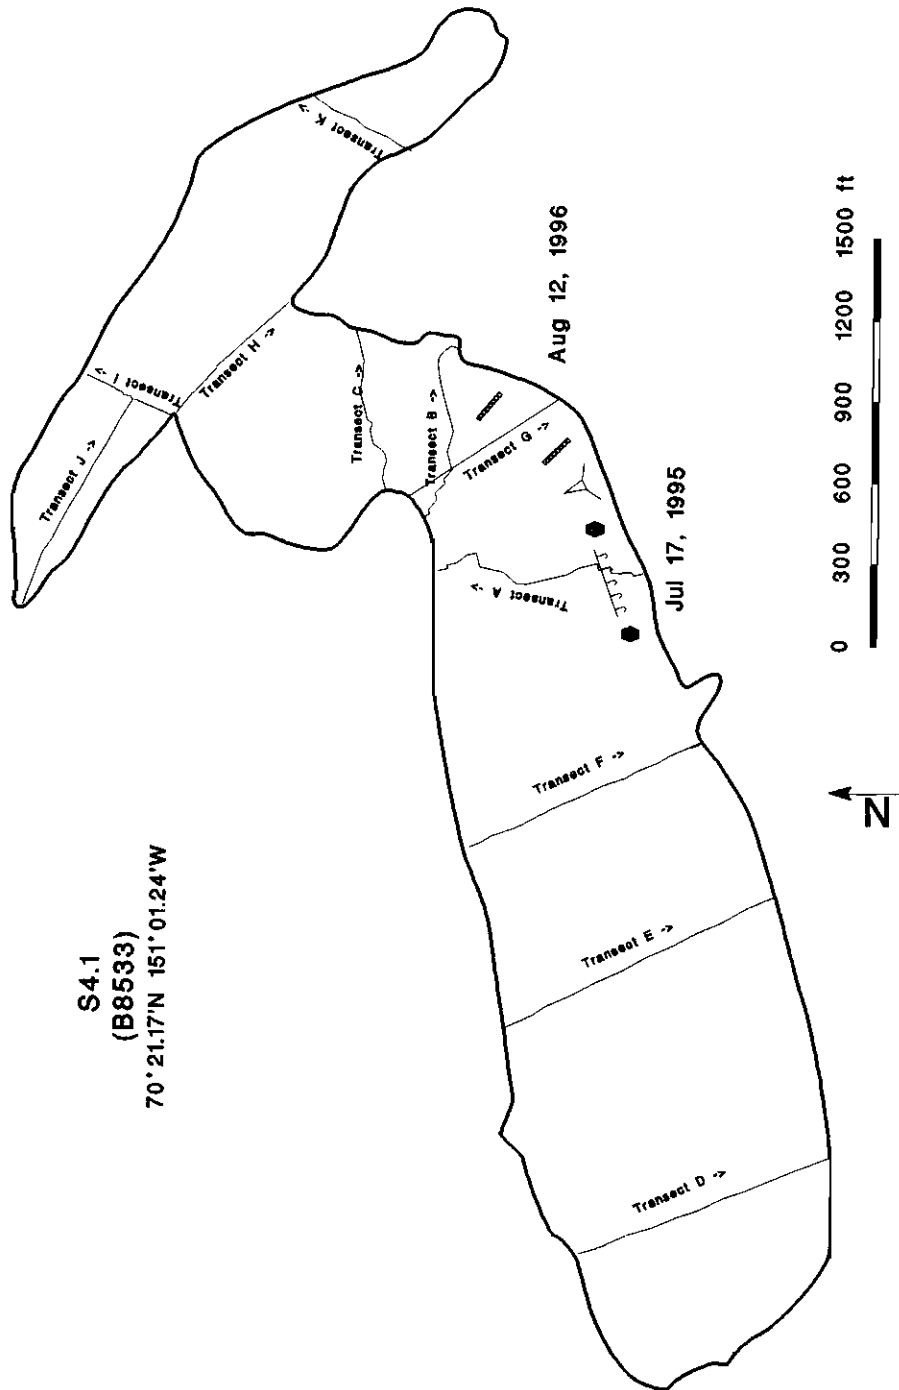 S4.1
(B8533)
70°21.17'N 151°01.24'W
Transect K ->
Transect I ->
Transect H ->
Transect J ->
Transect C ->
Transect B ->
Transect G ->
Transect A ->
Transect F ->
Transect E ->
Transect D ->
Aug 12, 1996
Jul 17, 1995
0 300 600 900 1200 1500 ft
N